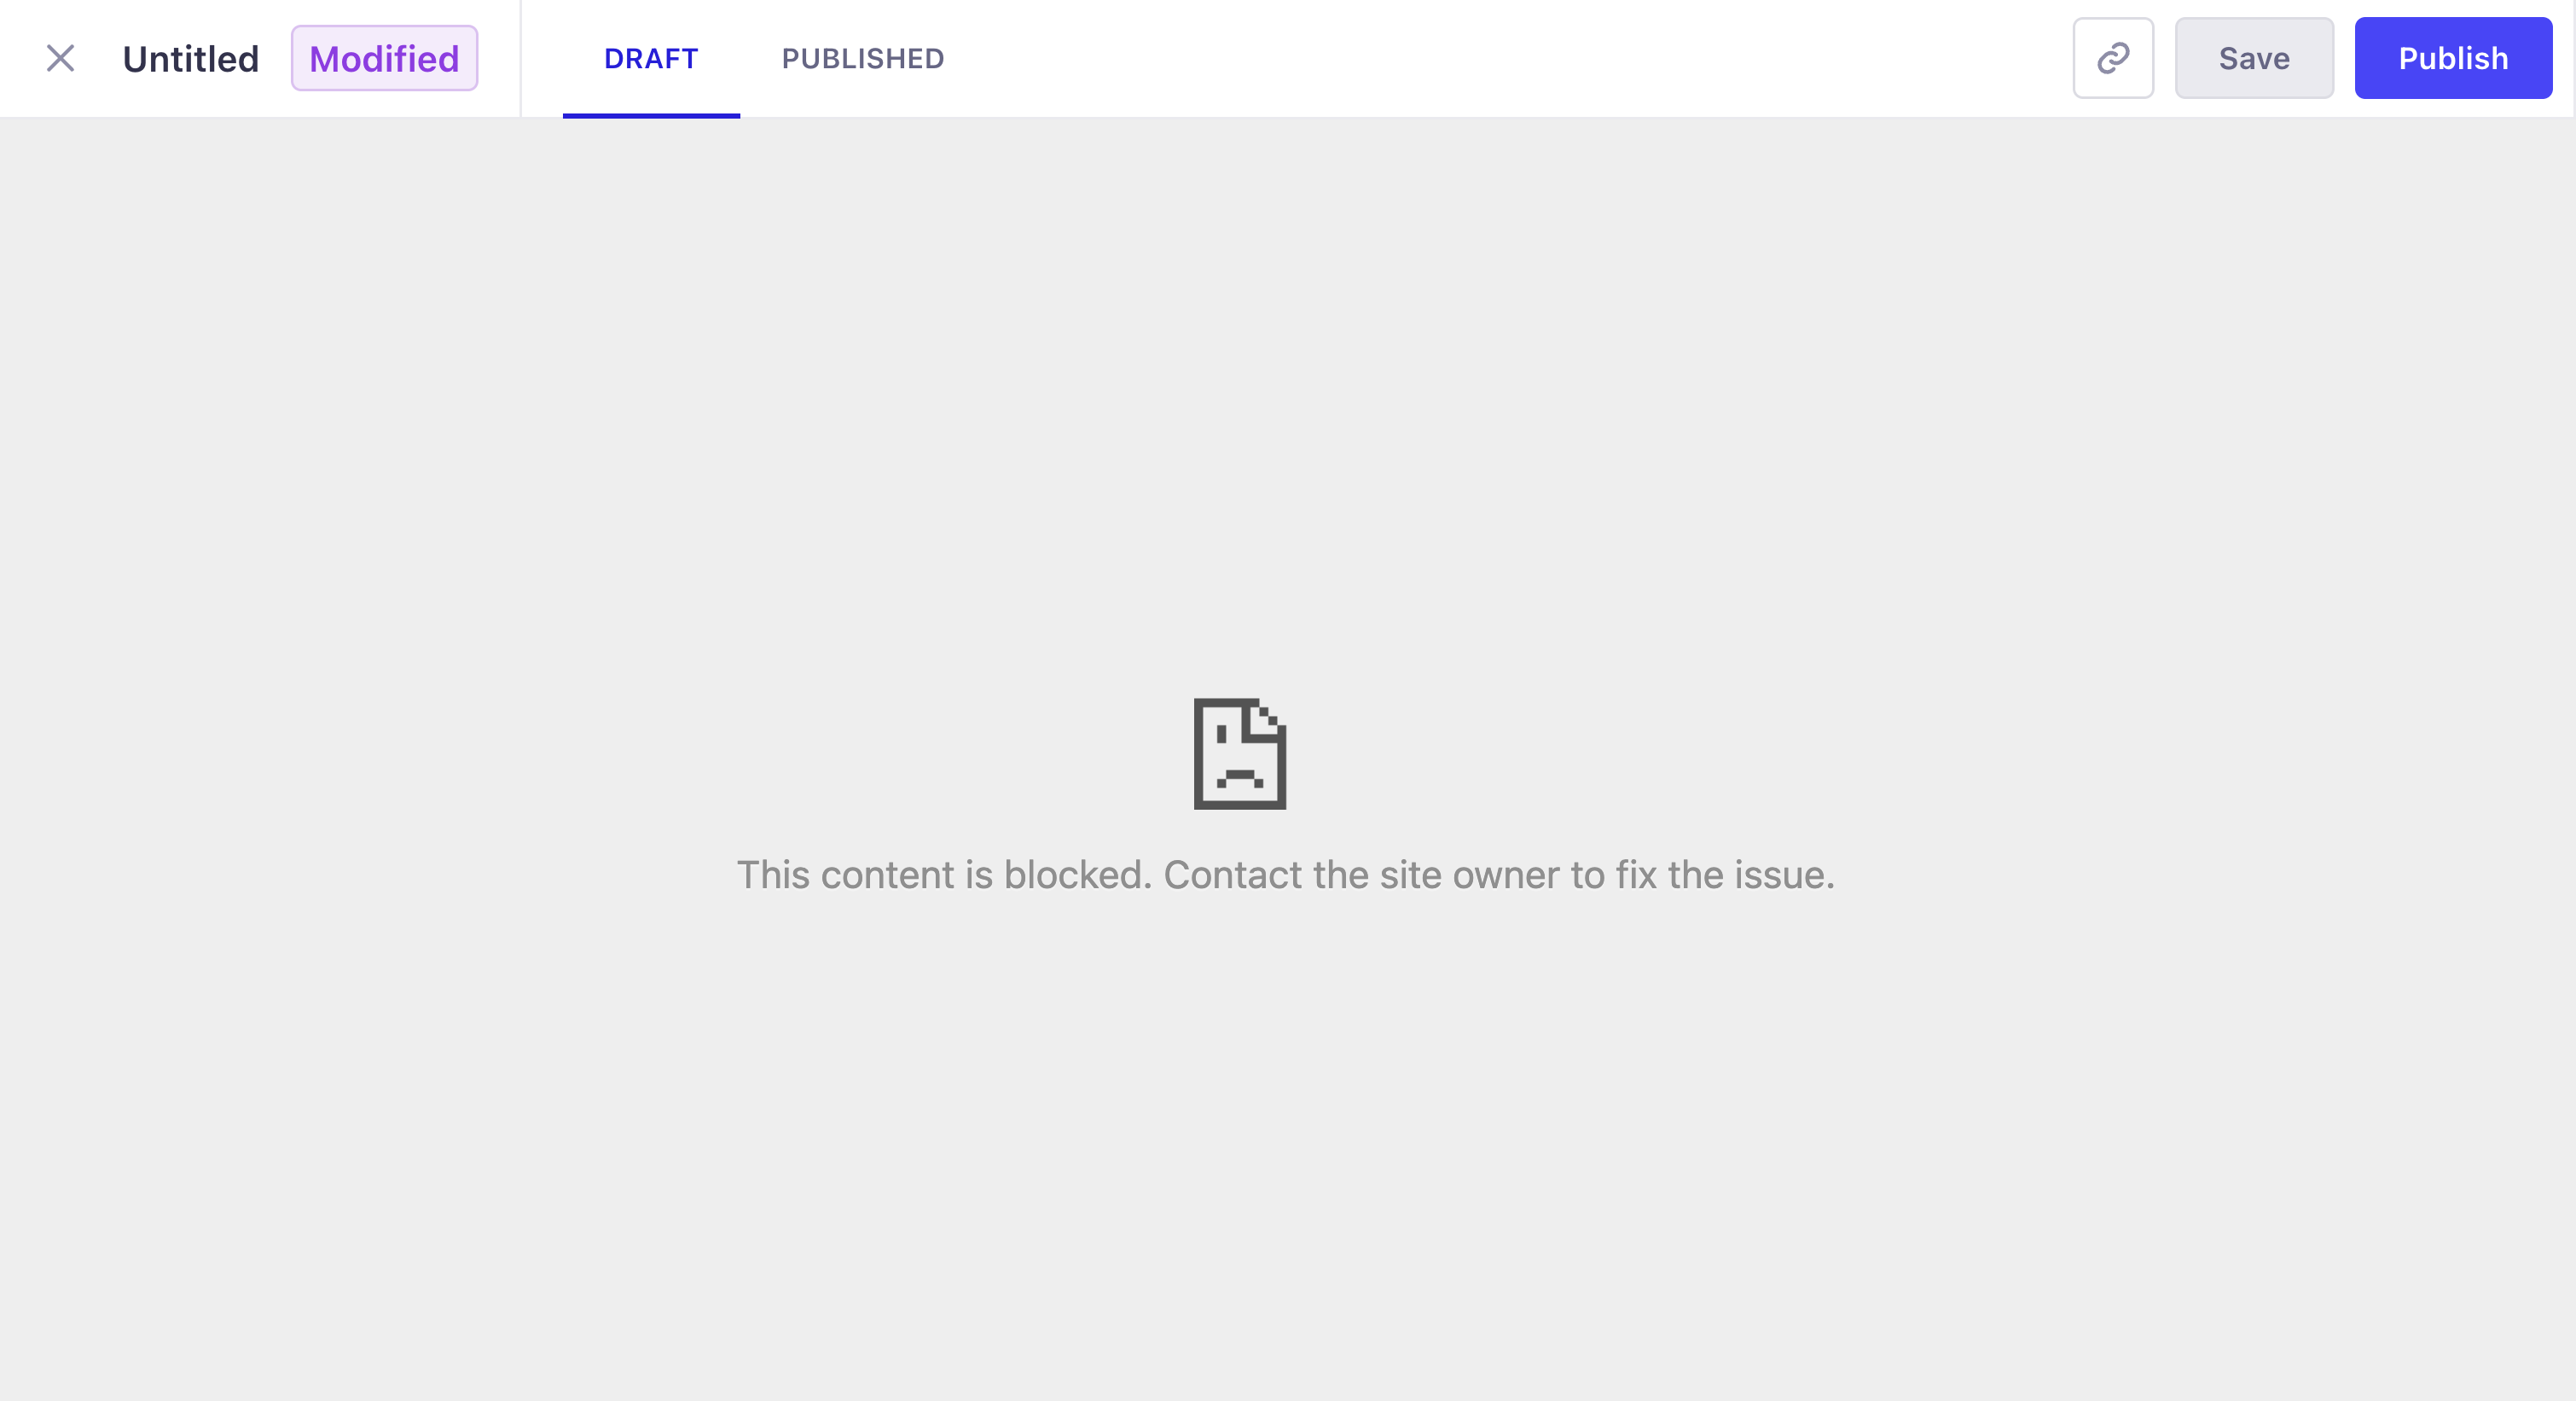 Untitled Modified DRAFT PUBLISHED Save Publish
This content is blocked. Contact the site owner to fix the issue.